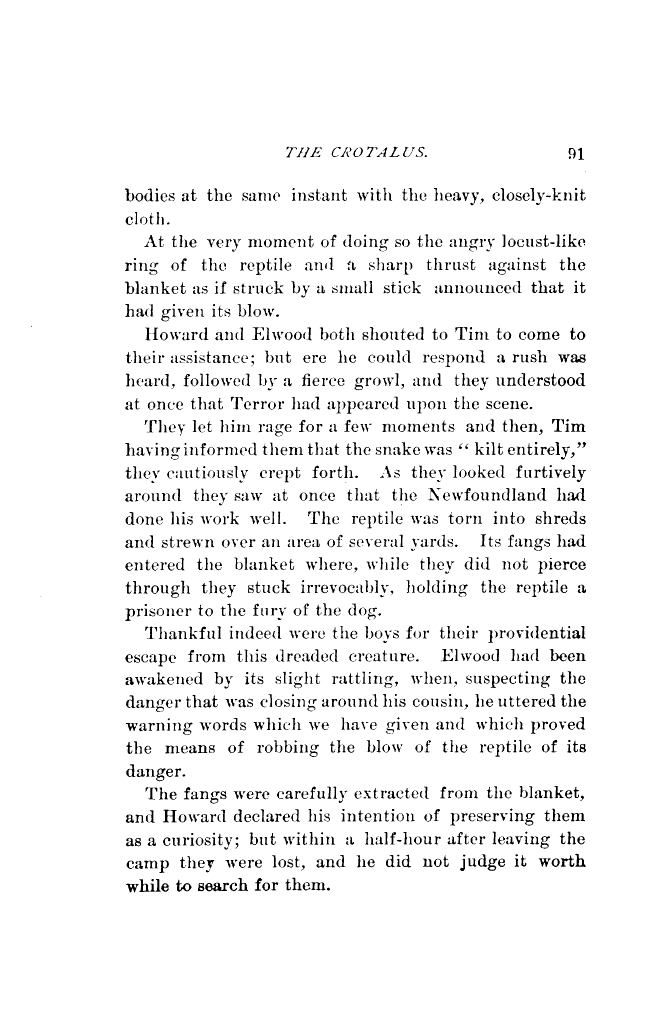 THE CROTALUS. 91
bodies at the same instant with the heavy, closely-knit
cloth.
At the very moment of doing so the angry locust-like
ring of the reptile and a sharp thrust against the
blanket as if struck by a small stick announced that it
had given its blow.
Howard and Elwood both shouted to Tim to come to
their assistance; but ere he could respond a rush was
heard, followed by a fierce growl, and they understood
at once that Terror had appeared upon the scene.
They let him rage for a few moments and then, Tim
having informed them that the snake was “ kilt entirely,”
they cautiously crept forth. As they looked furtively
around they saw at once that the Newfoundland had
done his work well. The reptile was torn into shreds
and strewn over an area of several yards. Its fangs had
entered the blanket where, while they did not pierce
through they stuck irrevocably, holding the reptile a
prisoner to the fury of the dog.
Thankful indeed were the boys for their providential
escape from this dreaded creature. Elwood had been
awakened by its slight rattling, when, suspecting the
danger that was closing around his cousin, he uttered the
warning words which we have given and which proved
the means of robbing the blow of the reptile of its
danger.
The fangs were carefully extracted from the blanket,
and Howard declared his intention of preserving them
as a curiosity; but within a half-hour after leaving the
camp they were lost, and he did not judge it worth
while to search for them.